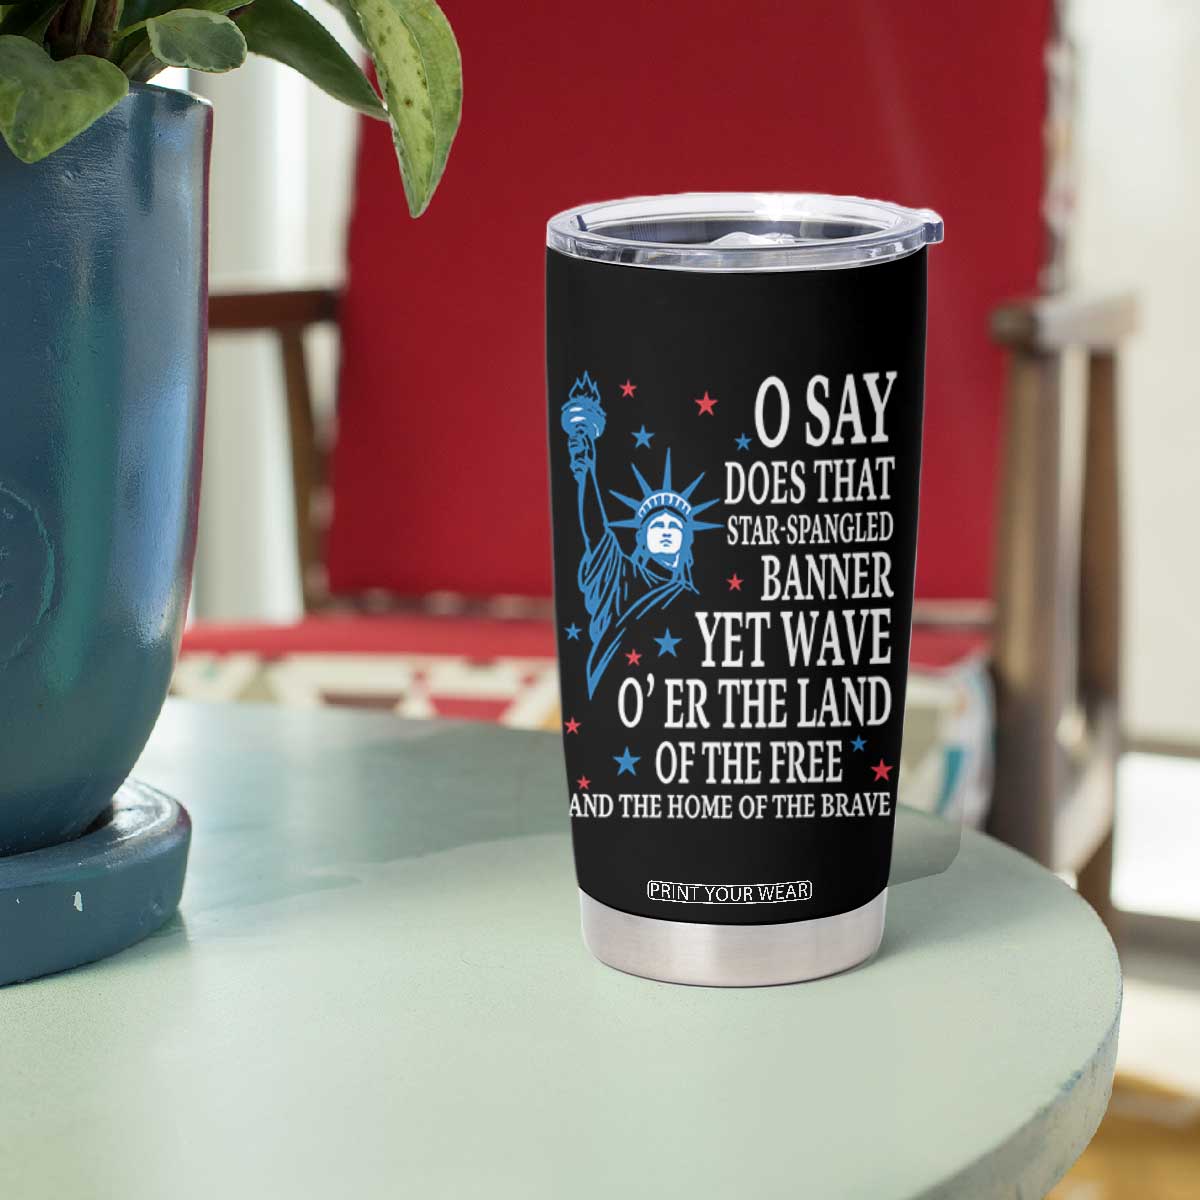 O SAY
DOES THAT
STAR-SPANGLED
BANNER
YET WAVE
O' ER THE LAND
OF THE FREE
AND THE HOME OF THE BRAVE
PRINT YOUR WEAR